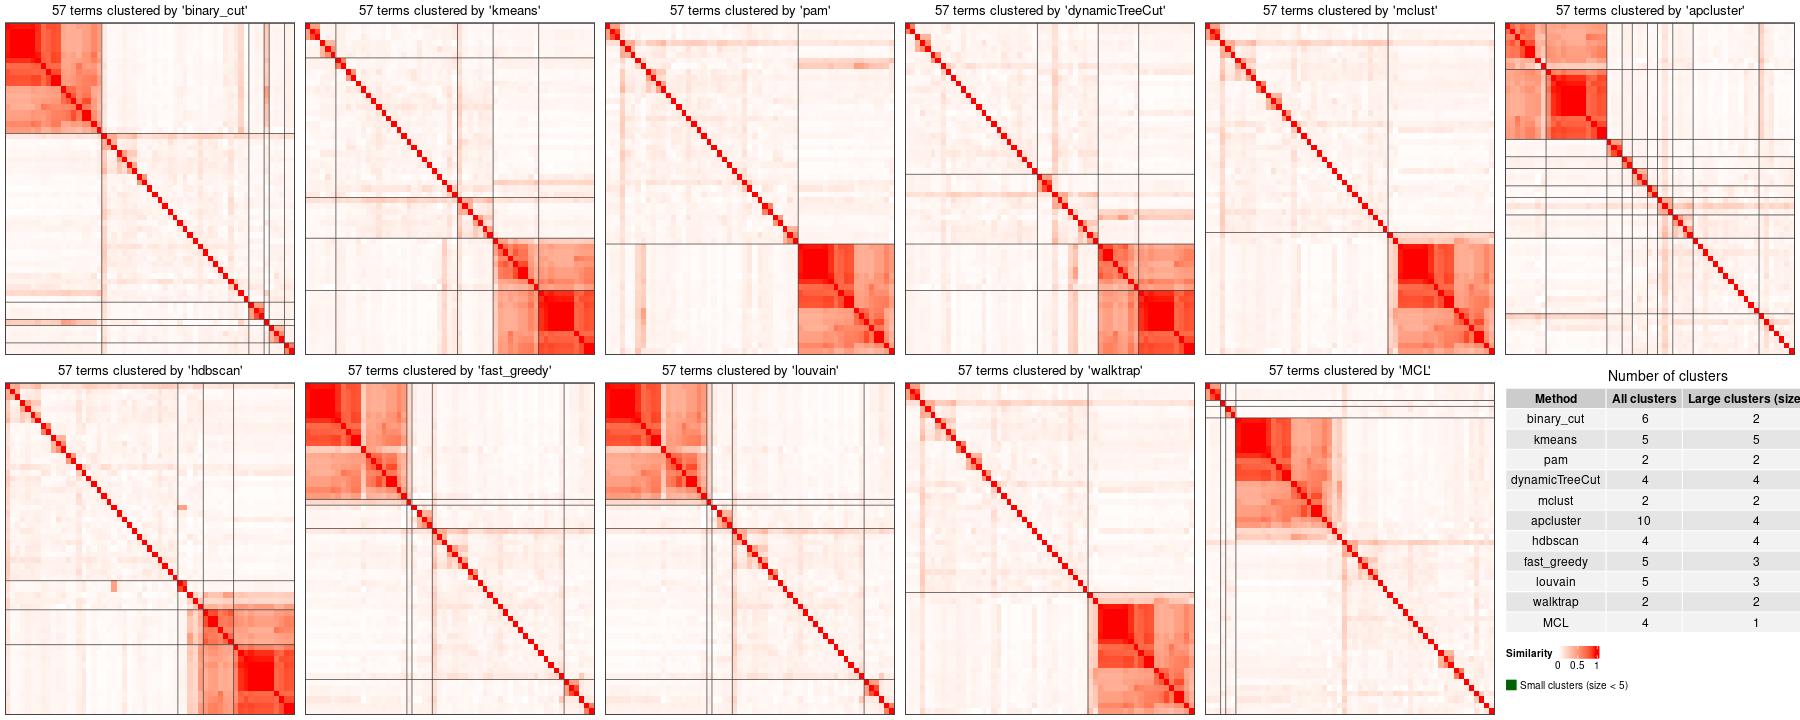 57 terms clustered by 'binary_cut'
57 terms clustered by 'kmeans'
57 terms clustered by 'pam'
57 terms clustered by 'dynamicTreeCut'
57 terms clustered by 'mclust'
57 terms clustered by 'apcluster'
57 terms clustered by 'hdbscan'
57 terms clustered by 'fast_greedy'
57 terms clustered by 'louvain'
57 terms clustered by 'walktrap'
57 terms clustered by 'MCL'
Number of clusters
Method All clusters Large clusters (size
binary_cut 6 2
kmeans 5 5
pam 2 2
dynamicTreeCut 4 4
mclust 2 2
apcluster 10 4
hdbscan 4 4
fast_greedy 5 3
louvain 5 3
walktrap 2 2
MCL 4 1
Similarity
0 0.5 1
Small clusters (size < 5)